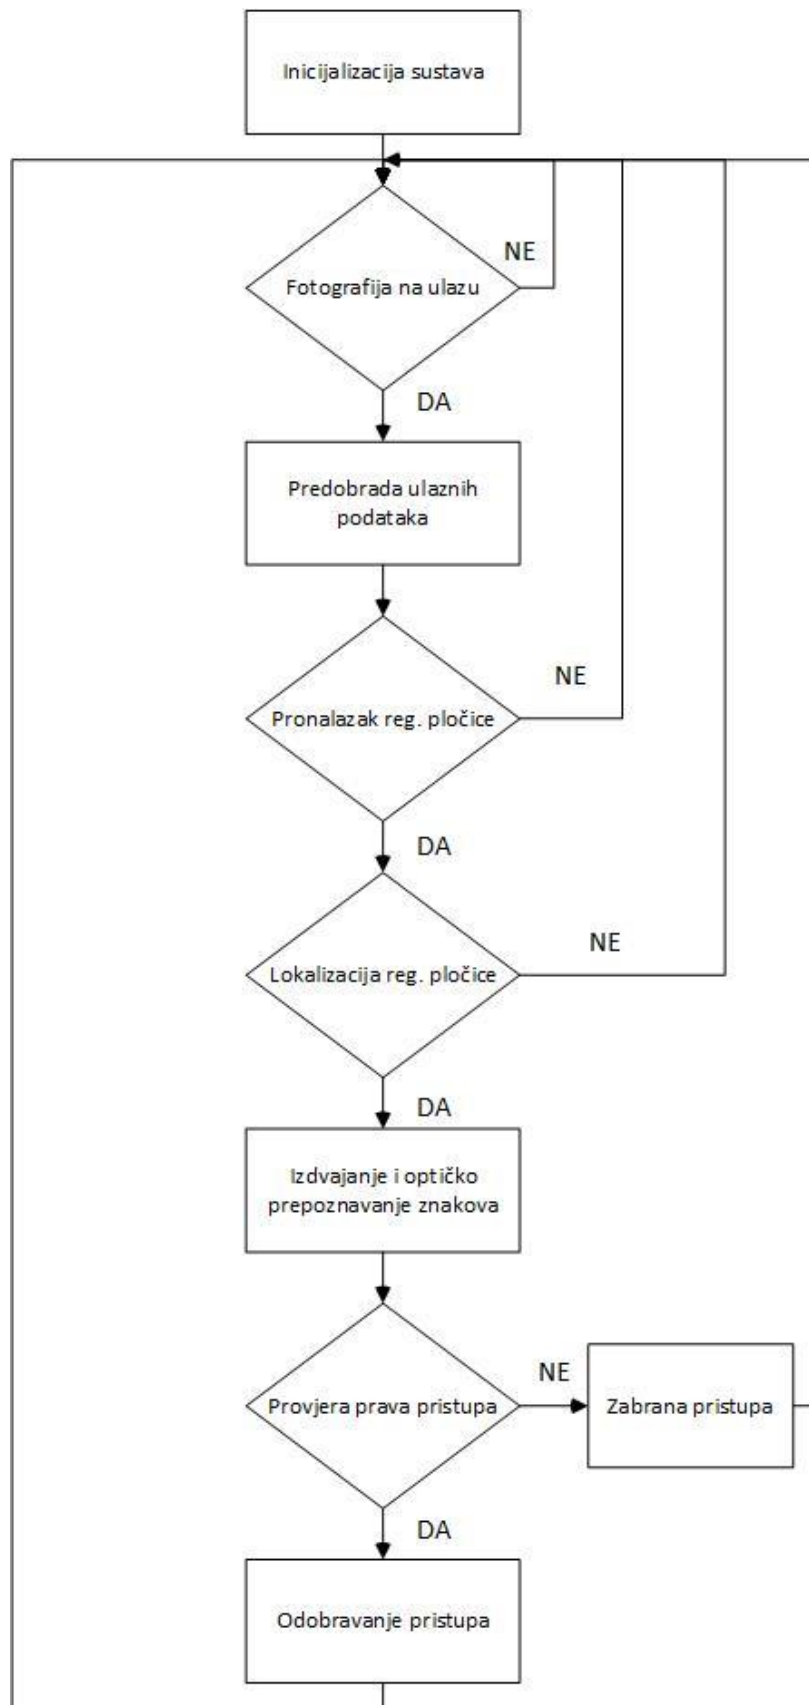 Inicijalizacija sustava
NE
Fotografija na ulazu
DA
Predobrada ulaznih
podataka
NE
Pronalazak reg. pločice
DA
NE
Lokalizacija reg. pločice
DA
Izdvajanje i optičko
prepoznavanje znakova
NE
Provjera prava pristupa
Zabrana pristupa
DA
Odobravanje pristupa